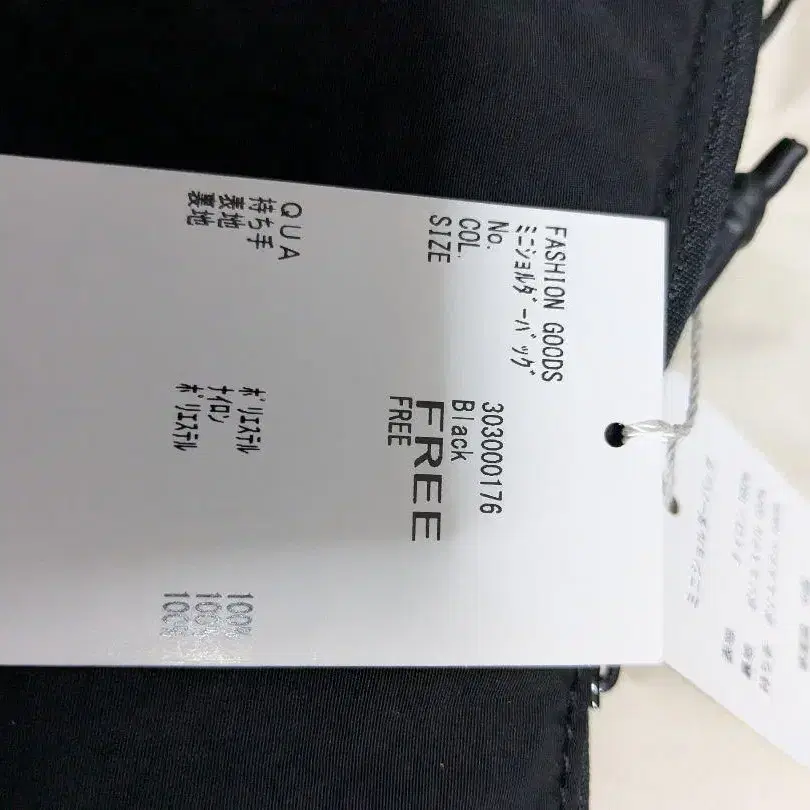 FASHION GOODS
ﾐﾆｼｮﾙﾀﾞｰﾊﾞｯｸﾞ
No. 303000176
COL. Black
SIZE FREE
FREE
QUA
持ち手 ﾎﾟﾘｴｽﾃﾙ 100%
表地 ﾅｲﾛﾝ 100%
裏地 ﾎﾟﾘｴｽﾃﾙ 100%